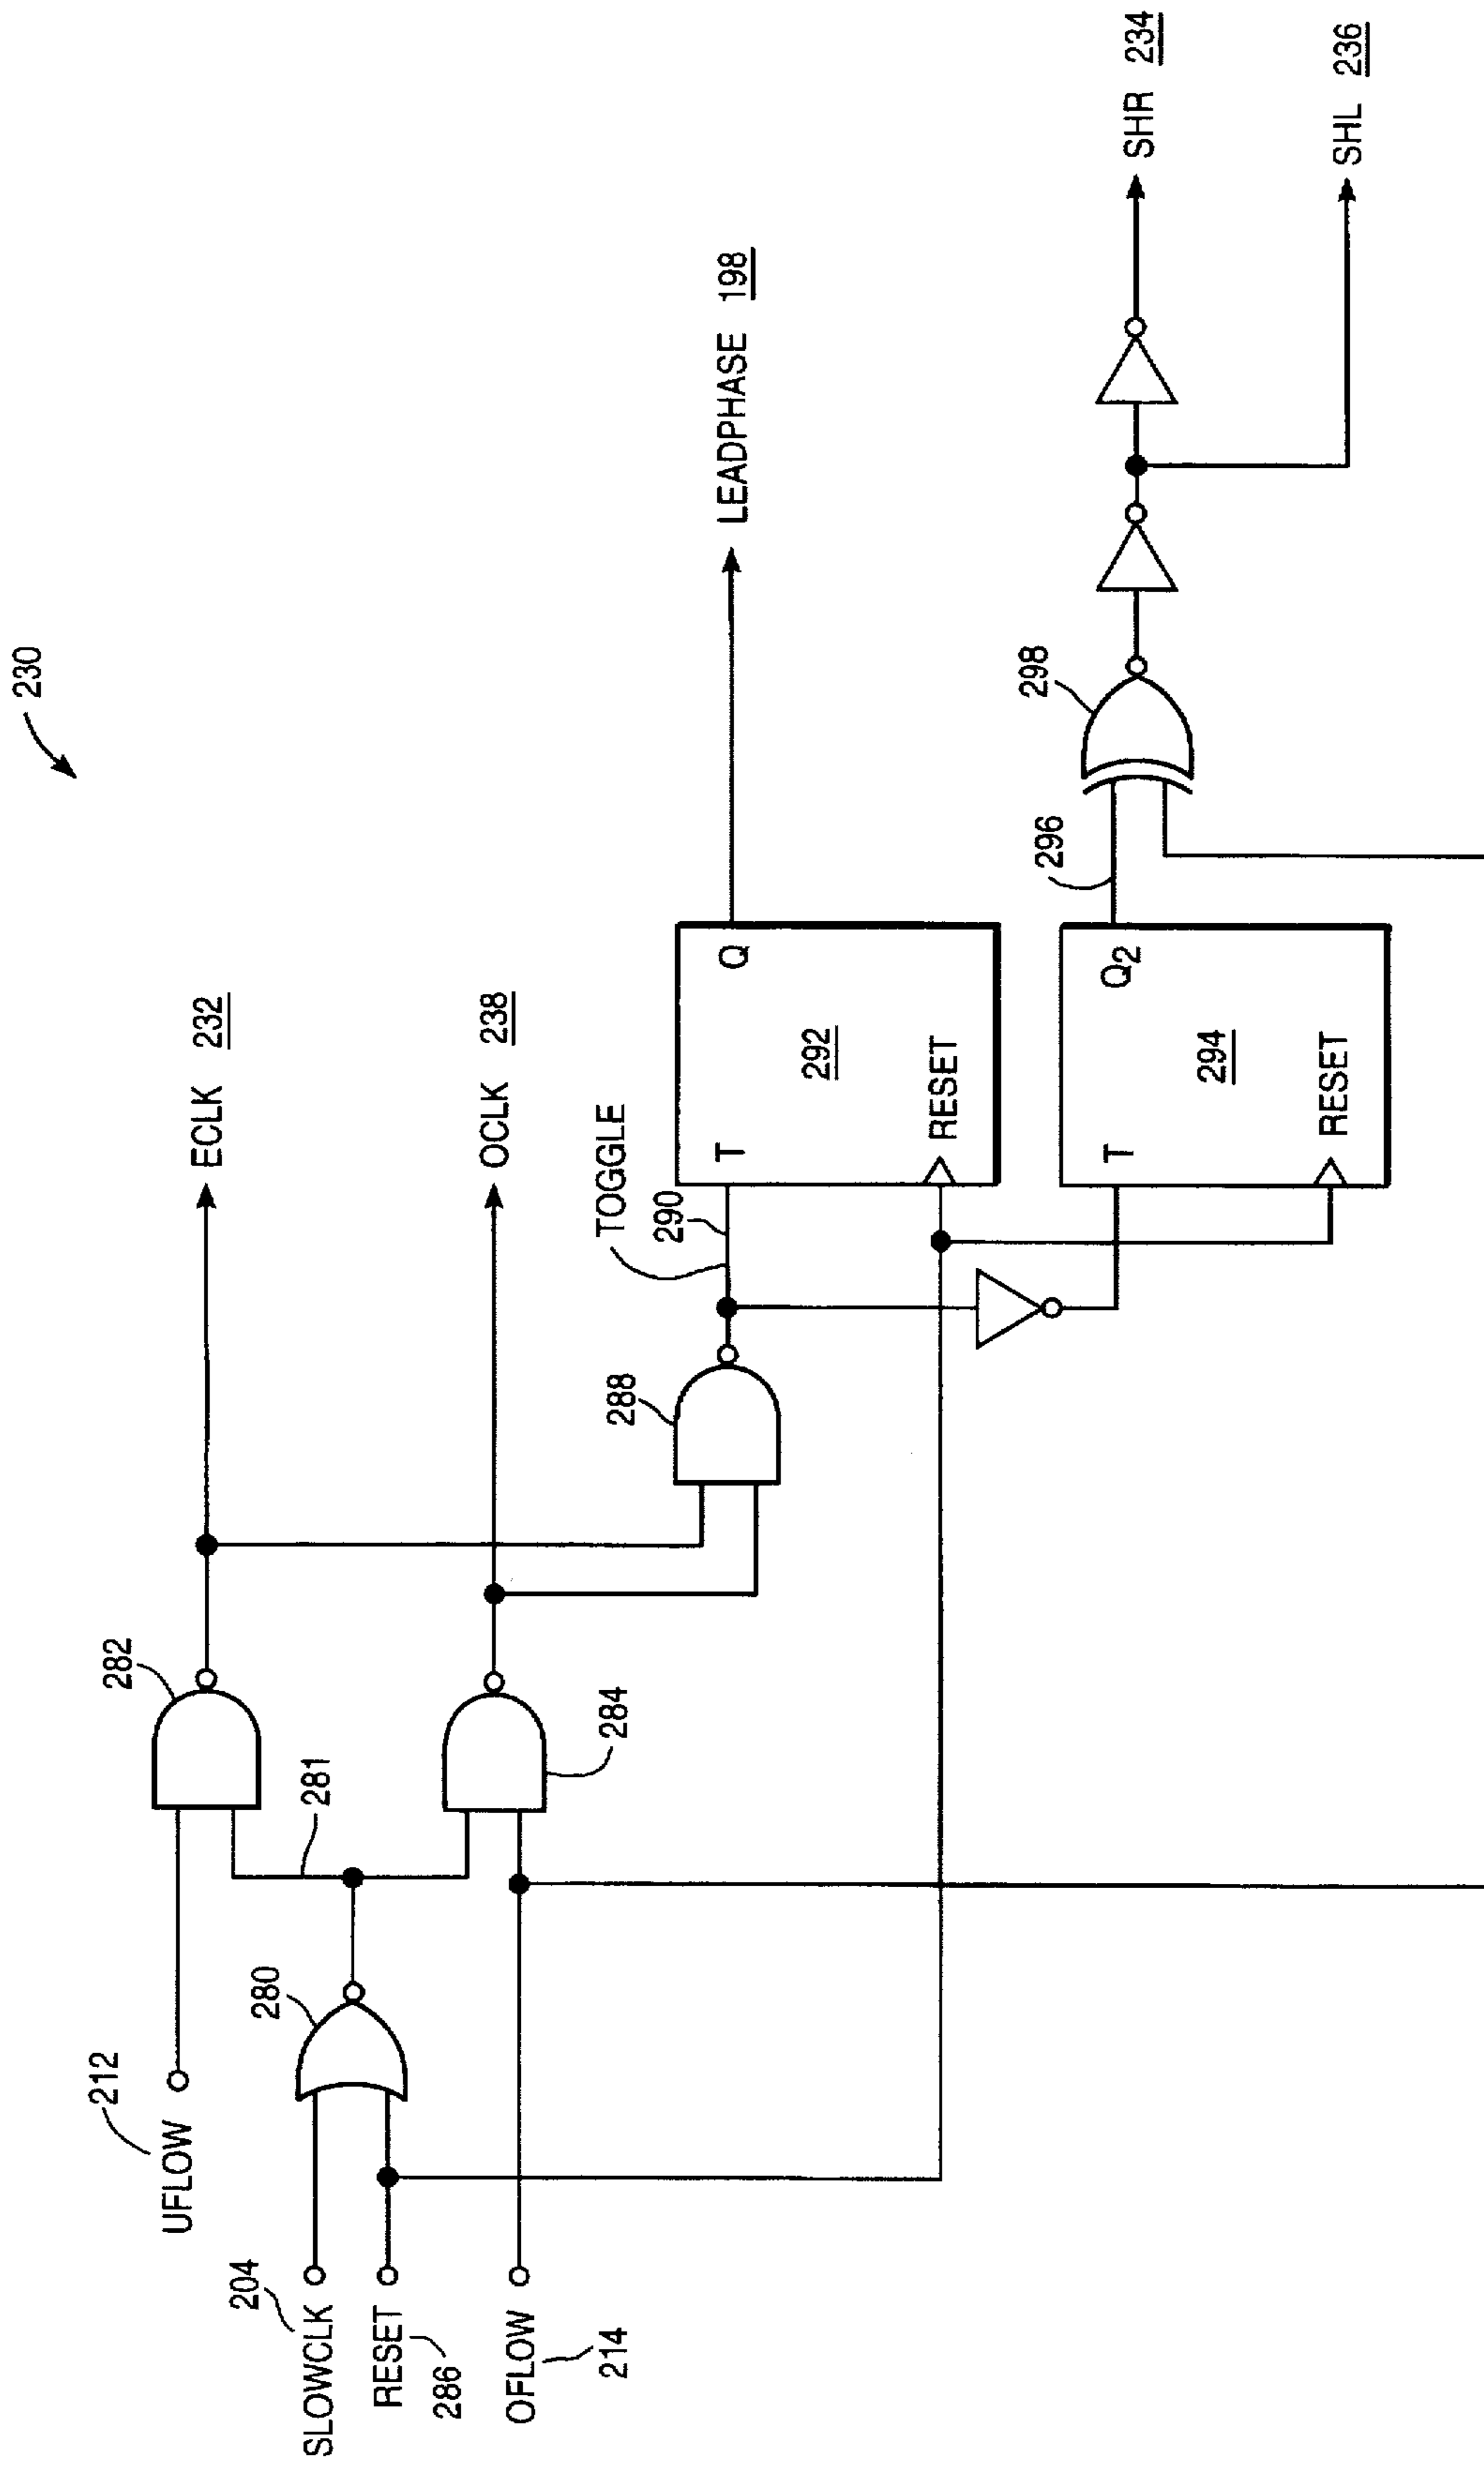 230
UFLOW 212
SLOWCLK 204
RESET 286
OFLOW 214
280
281
282
284
ECLK 232
OCLK 238
288
TOGGLE
290
T
Q
292
RESET
LEADPHASE 198
T
Q2
294
RESET
296
298
SHR 234
SHL 236